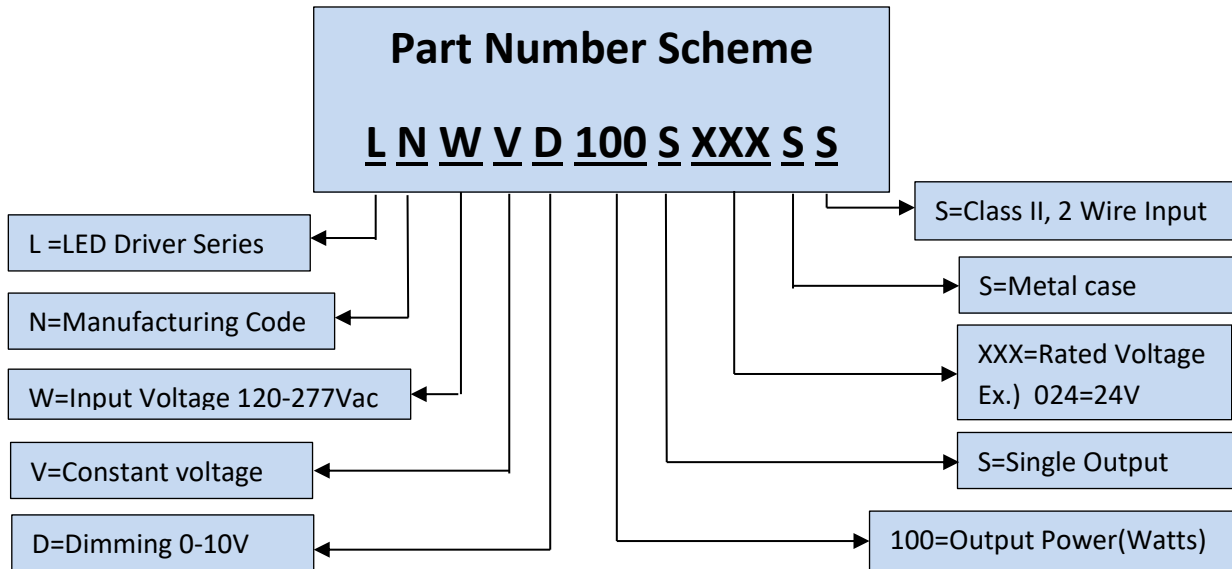 Part Number Scheme
L N W V D 100 S XXX S S
L =LED Driver Series
N=Manufacturing Code
W=Input Voltage 120-277Vac
V=Constant voltage
D=Dimming 0-10V
S=Class II, 2 Wire Input
S=Metal case
XXX=Rated Voltage
Ex.) 024=24V
S=Single Output
100=Output Power(Watts)